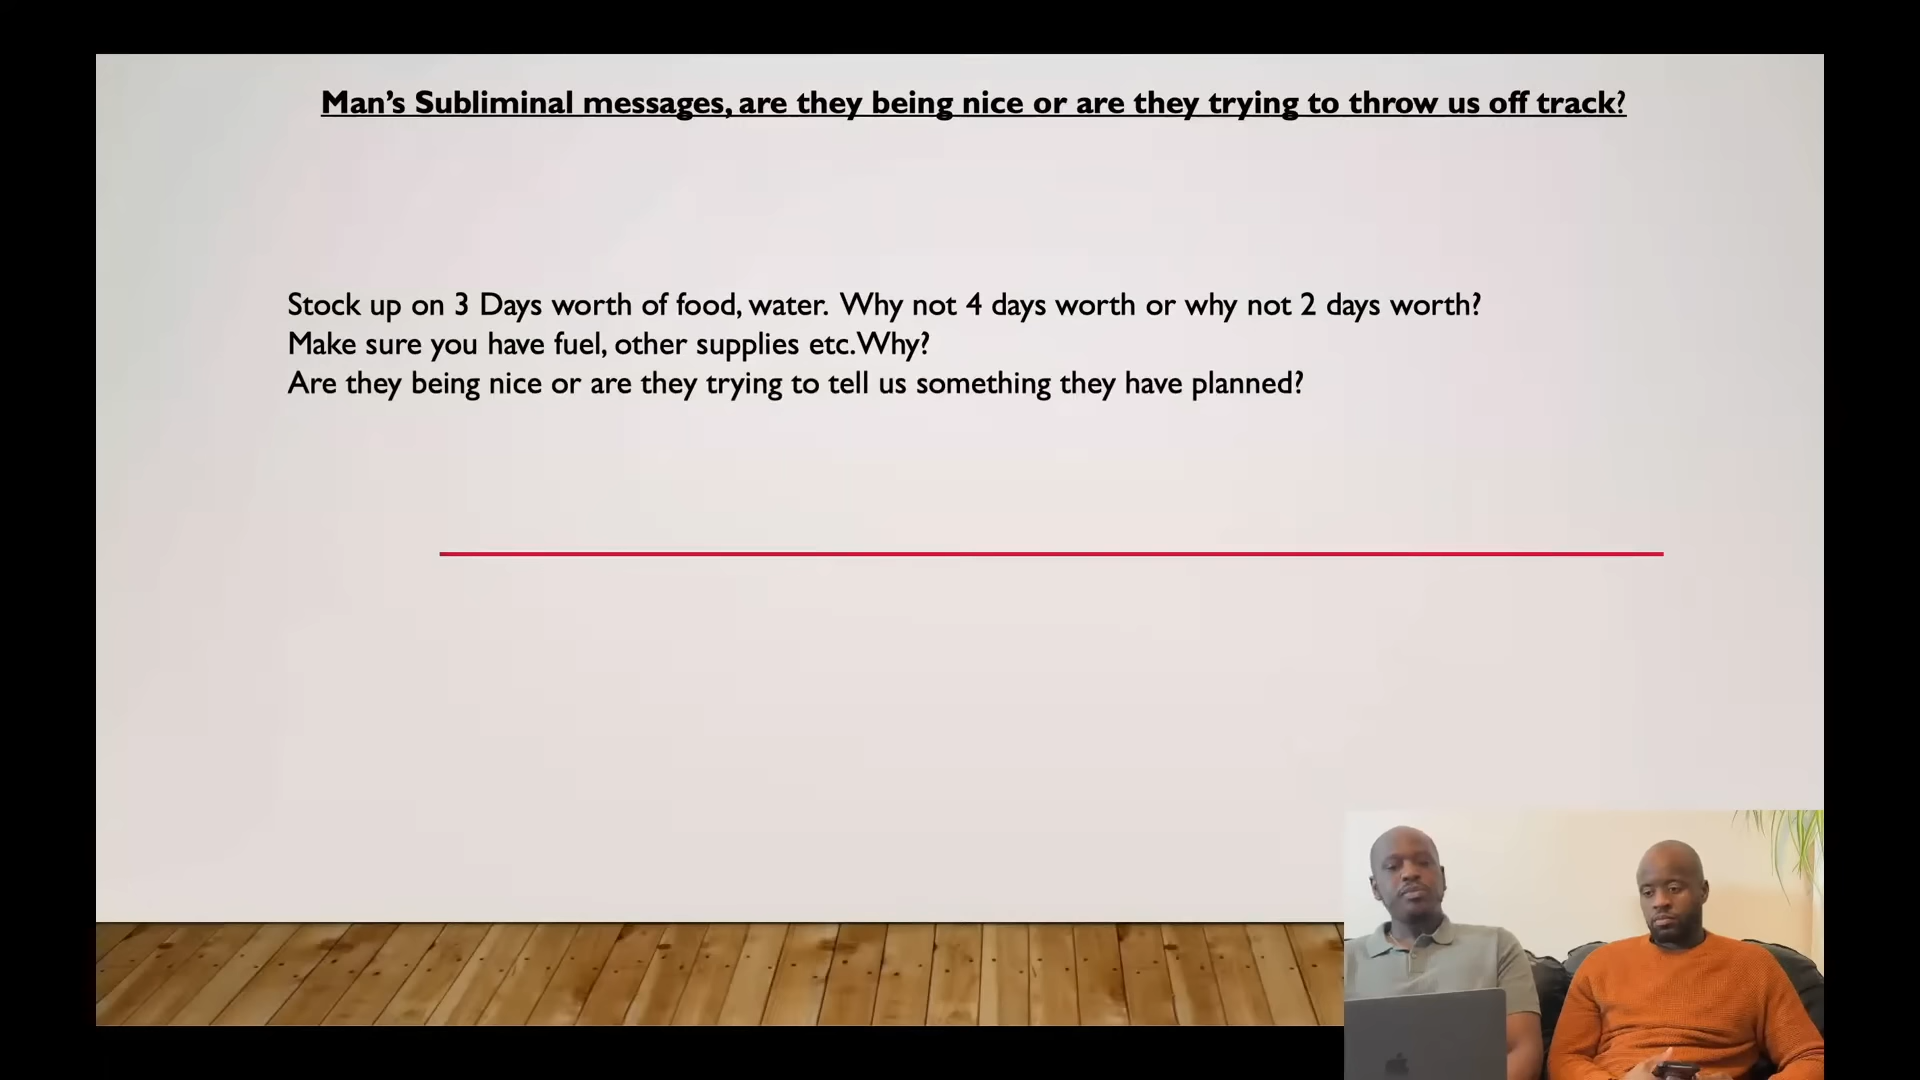 Man’s Subliminal messages, are they being nice or are they trying to throw us off track?
Stock up on 3 Days worth of food, water. Why not 4 days worth or why not 2 days worth?
Make sure you have fuel, other supplies etc.Why?
Are they being nice or are they trying to tell us something they have planned?